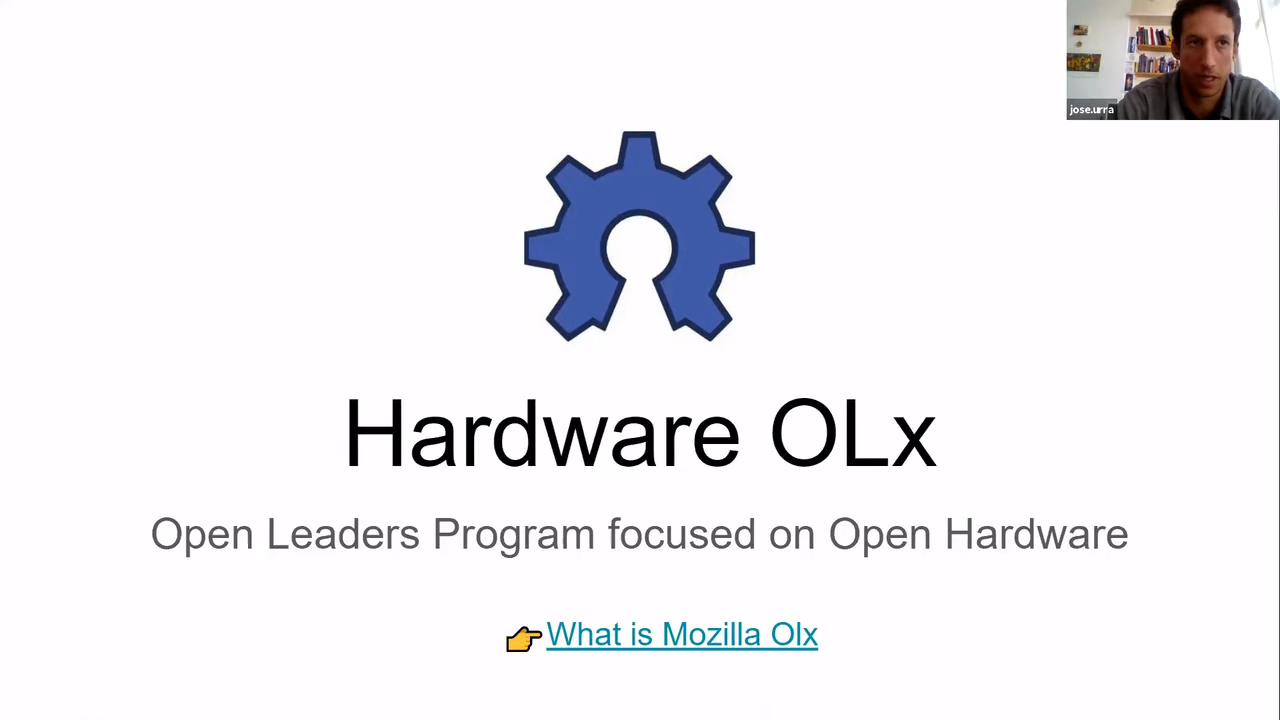 jose.urra
Hardware OLx
Open Leaders Program focused on Open Hardware
What is Mozilla Olx